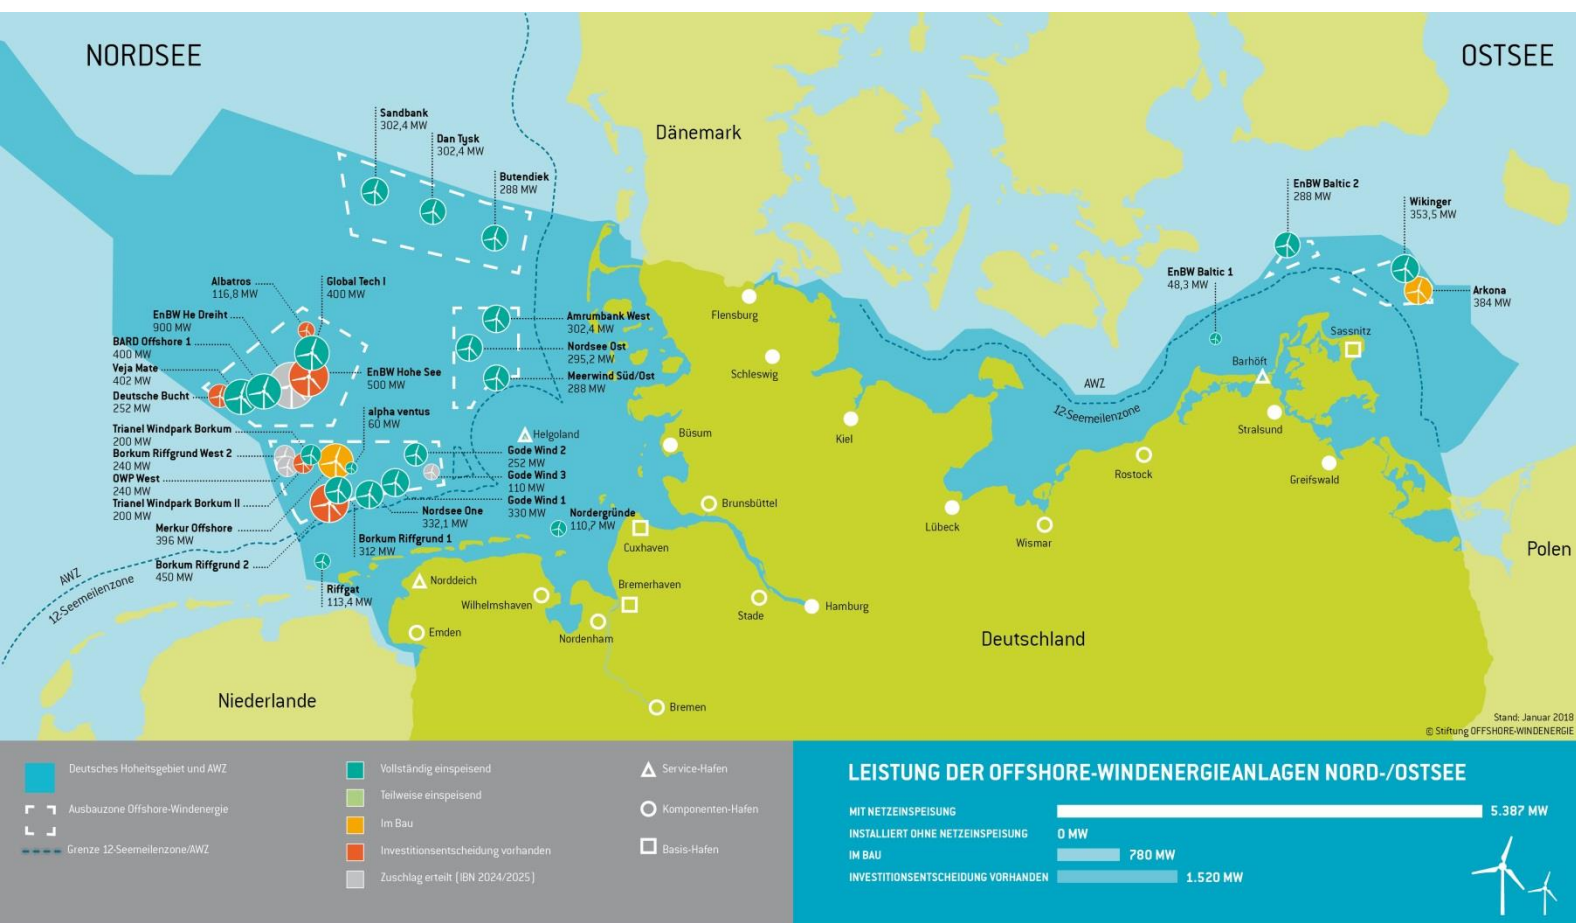 NORDSEE
OSTSEE
Sandbank
302,4 MW
Dan Tysk
302,4 MW
Butendiek
288 MW
Dänemark
EnBW Baltic 2
288 MW
Wikinger
353,5 MW
EnBW Baltic 1
48,3 MW
Arkona
384 MW
Albatros
116,8 MW
Global Tech I
400 MW
EnBW He Dreiht
900 MW
BARD Offshore 1
400 MW
Veja Mate
402 MW
Deutsche Bucht
252 MW
EnBW Hohe See
500 MW
alpha ventus
60 MW
Amrumbank West
302,4 MW
Nordsee Ost
295,2 MW
Meerwind Süd/Ost
288 MW
Trianel Windpark Borkum
200 MW
Borkum Riffgrund West 2
240 MW
OWP West
240 MW
Trianel Windpark Borkum II
200 MW
Merkur Offshore
396 MW
Borkum Riffgrund 2
450 MW
Helgoland
Gode Wind 2
252 MW
Gode Wind 3
110 MW
Gode Wind 1
330 MW
Nordsee One
332,1 MW
Borkum Riffgrund 1
312 MW
Nordergründe
110,7 MW
Riffgat
113,4 MW
AWZ
12-Seemeilenzone
AWZ
12-Seemeilenzone
Flensburg
Schleswig
Kiel
Büsum
Brunsbüttel
Cuxhaven
Bremerhaven
Norddeich
Wilhelmshaven
Emden
Nordenham
Stade
Hamburg
Bremen
Lübeck
Wismar
Rostock
Barhöft
Sassnitz
Stralsund
Greifswald
Niederlande
Deutschland
Polen
Stand: Januar 2018
© Stiftung OFFSHORE-WINDENERGIE
Deutsches Hoheitsgebiet und AWZ
Ausbauzone Offshore-Windenergie
Grenze 12-Seemeilenzone/AWZ
Vollständig einspeisend
Teilweise einspeisend
Im Bau
Investitionsentscheidung vorhanden
Zuschlag erteilt (IBN 2024/2025)
Service-Hafen
Komponenten-Hafen
Basis-Hafen
LEISTUNG DER OFFSHORE-WINDENERGIEANLAGEN NORD-/OSTSEE
MIT NETZEINSPEISUNG 5.387 MW
INSTALLIERT OHNE NETZEINSPEISUNG 0 MW
IM BAU 780 MW
INVESTITIONSENTSCHEIDUNG VORHANDEN 1.520 MW